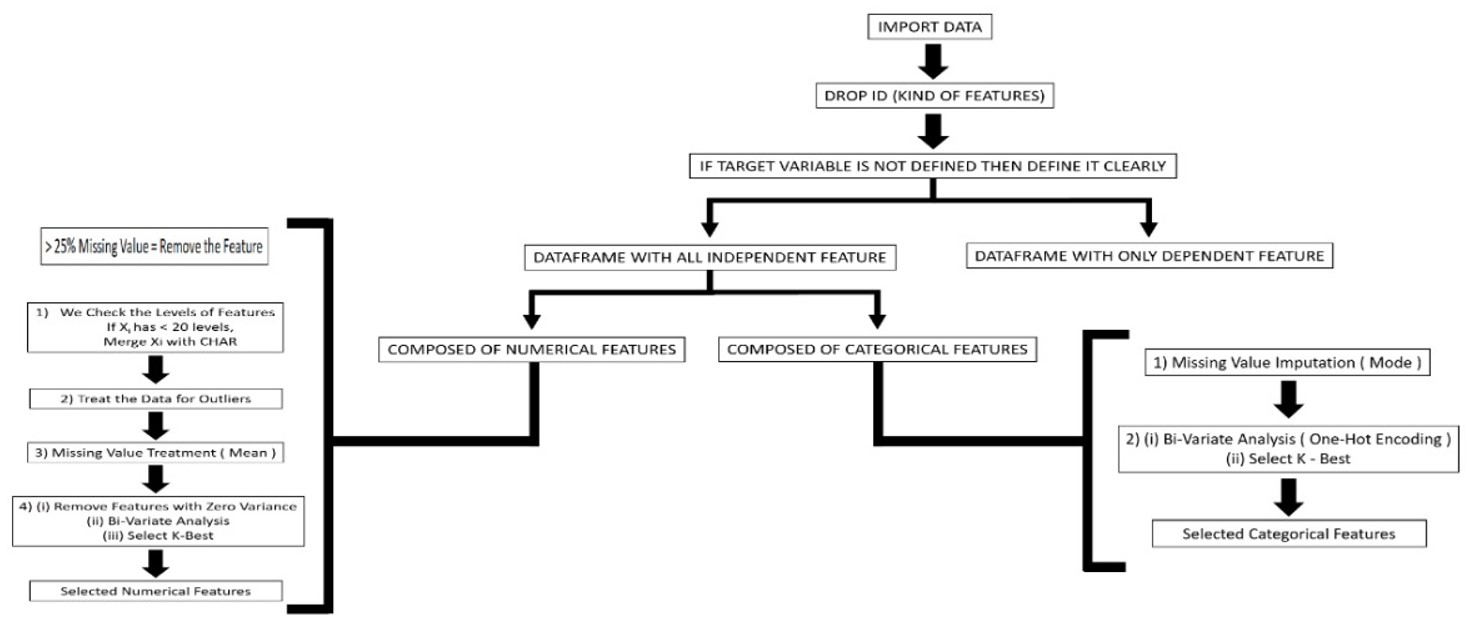 IMPORT DATA
DROP ID (KIND OF FEATURES)
IF TARGET VARIABLE IS NOT DEFINED THEN DEFINE IT CLEARLY
DATAFRAME WITH ALL INDEPENDENT FEATURE
DATAFRAME WITH ONLY DEPENDENT FEATURE
COMPOSED OF NUMERICAL FEATURES
COMPOSED OF CATEGORICAL FEATURES
> 25% Missing Value = Remove the Feature
1) We Check the Levels of Features
If Xi has < 20 levels,
Merge Xi with CHAR
2) Treat the Data for Outliers
3) Missing Value Treatment ( Mean )
4) (i) Remove Features with Zero Variance
(ii) Bi-Variate Analysis
(iii) Select K-Best
Selected Numerical Features
1) Missing Value Imputation ( Mode )
2) (i) Bi-Variate Analysis ( One-Hot Encoding )
(ii) Select K - Best
Selected Categorical Features